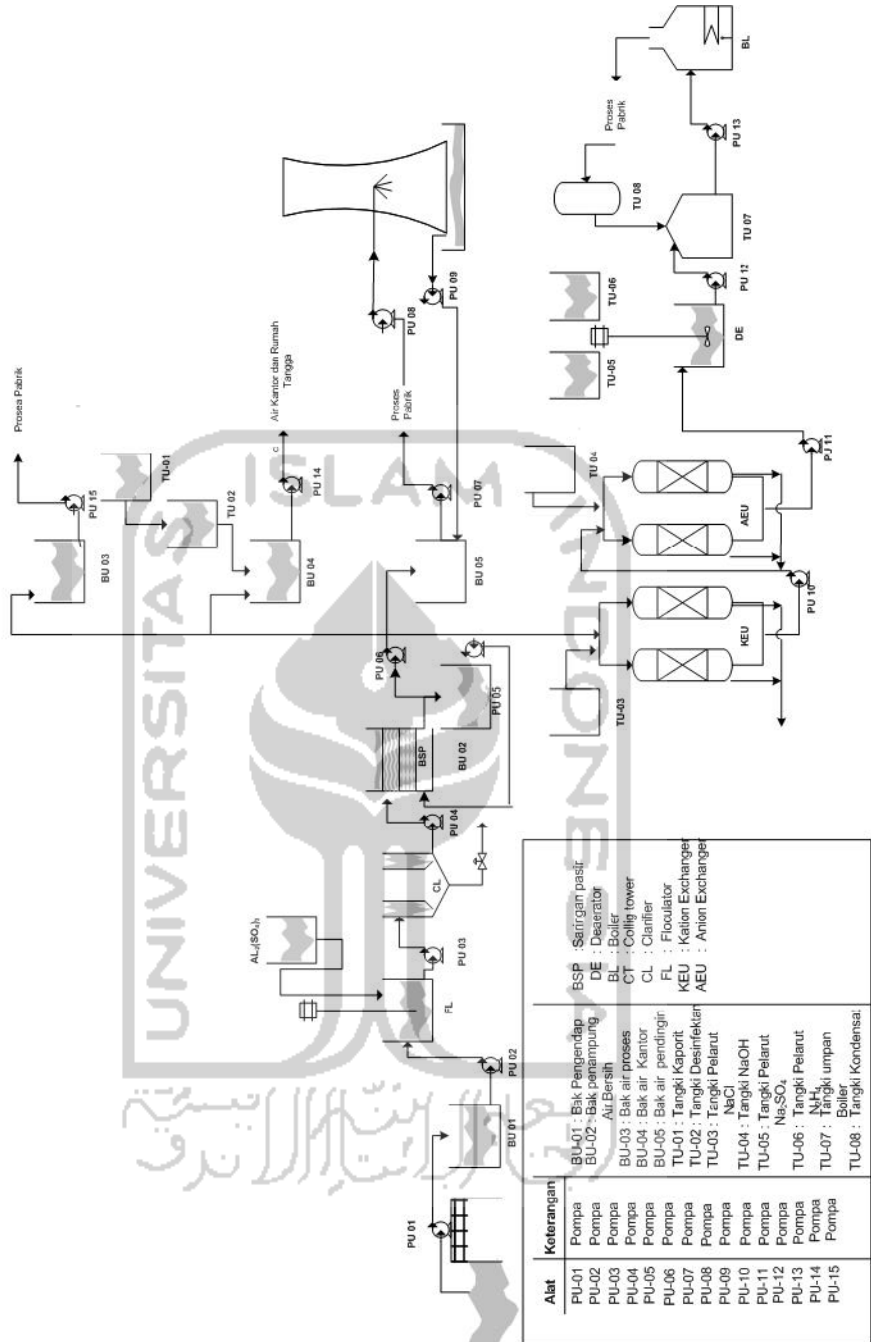 Prosea Pabrik
PU 15
BU 03
TU-01
TU 02
Air Kantor dan Rumah
Tangga
c
PU 14
BU 04
PU 08
PU 09
Proses
Pabrik
PU 07
BU 05
PU 06
PU 05
BSP
BU 02
PU 04
CL
PU 03
AL2(SO4)3
FL
PU 02
BU 01
PU 01
TU-03
KEU
PU 10
TU 04
AEU
PJ 11
TU-05
TU-06
DE
PU 12
TU 07
TU 08
Proses
Pabrik
PU 13
BL
UNIVERSITAS
ISLAM
INDONESIA
Alat Keterangan
PU-01 Pompa
PU-02 Pompa
PU-03 Pompa
PU-04 Pompa
PU-05 Pompa
PU-06 Pompa
PU-07 Pompa
PU-08 Pompa
PU-09 Pompa
PU-10 Pompa
PU-11 Pompa
PU-12 Pompa
PU-13 Pompa
PU-14 Pompa
PU-15 Pompa
BU-01 : Bak Pengendap
BU-02 : Bak penampung
Air Bersih
BU-03 : Bak air proses
BU-04 : Bak air Kantor
BU-05 : Bak air pendingin
TU-01 : Tangki Kaporit
TU-02 : Tangki Desinfektan
TU-03 : Tangki Pelarut
NaCl
TU-04 : Tangki NaOH
TU-05 : Tangki Pelarut
Na2SO4
TU-06 : Tangki Pelarut
N2H4
TU-07 : Tangki umpan
Boiler
TU-08 : Tangki Kondensa:
BSP : Saringan pasir
DE : Deaerator
BL : Boiler
CT : Collig tower
CL : Clarifier
FL : Floculator
KEU : Kation Exchanger
AEU : Anion Exchanger